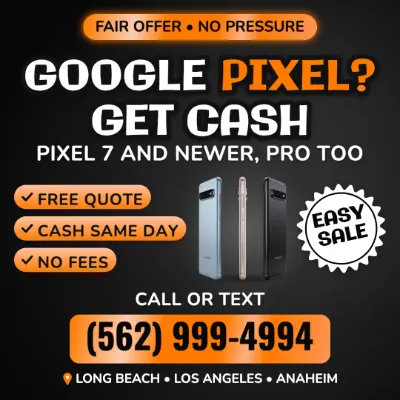 FAIR OFFER • NO PRESSURE
GOOGLE PIXEL?
GET CASH
PIXEL 7 AND NEWER, PRO TOO
FREE QUOTE
CASH SAME DAY
NO FEES
EASY
SALE
CALL OR TEXT
(562) 999-4994
LONG BEACH • LOS ANGELES • ANAHEIM